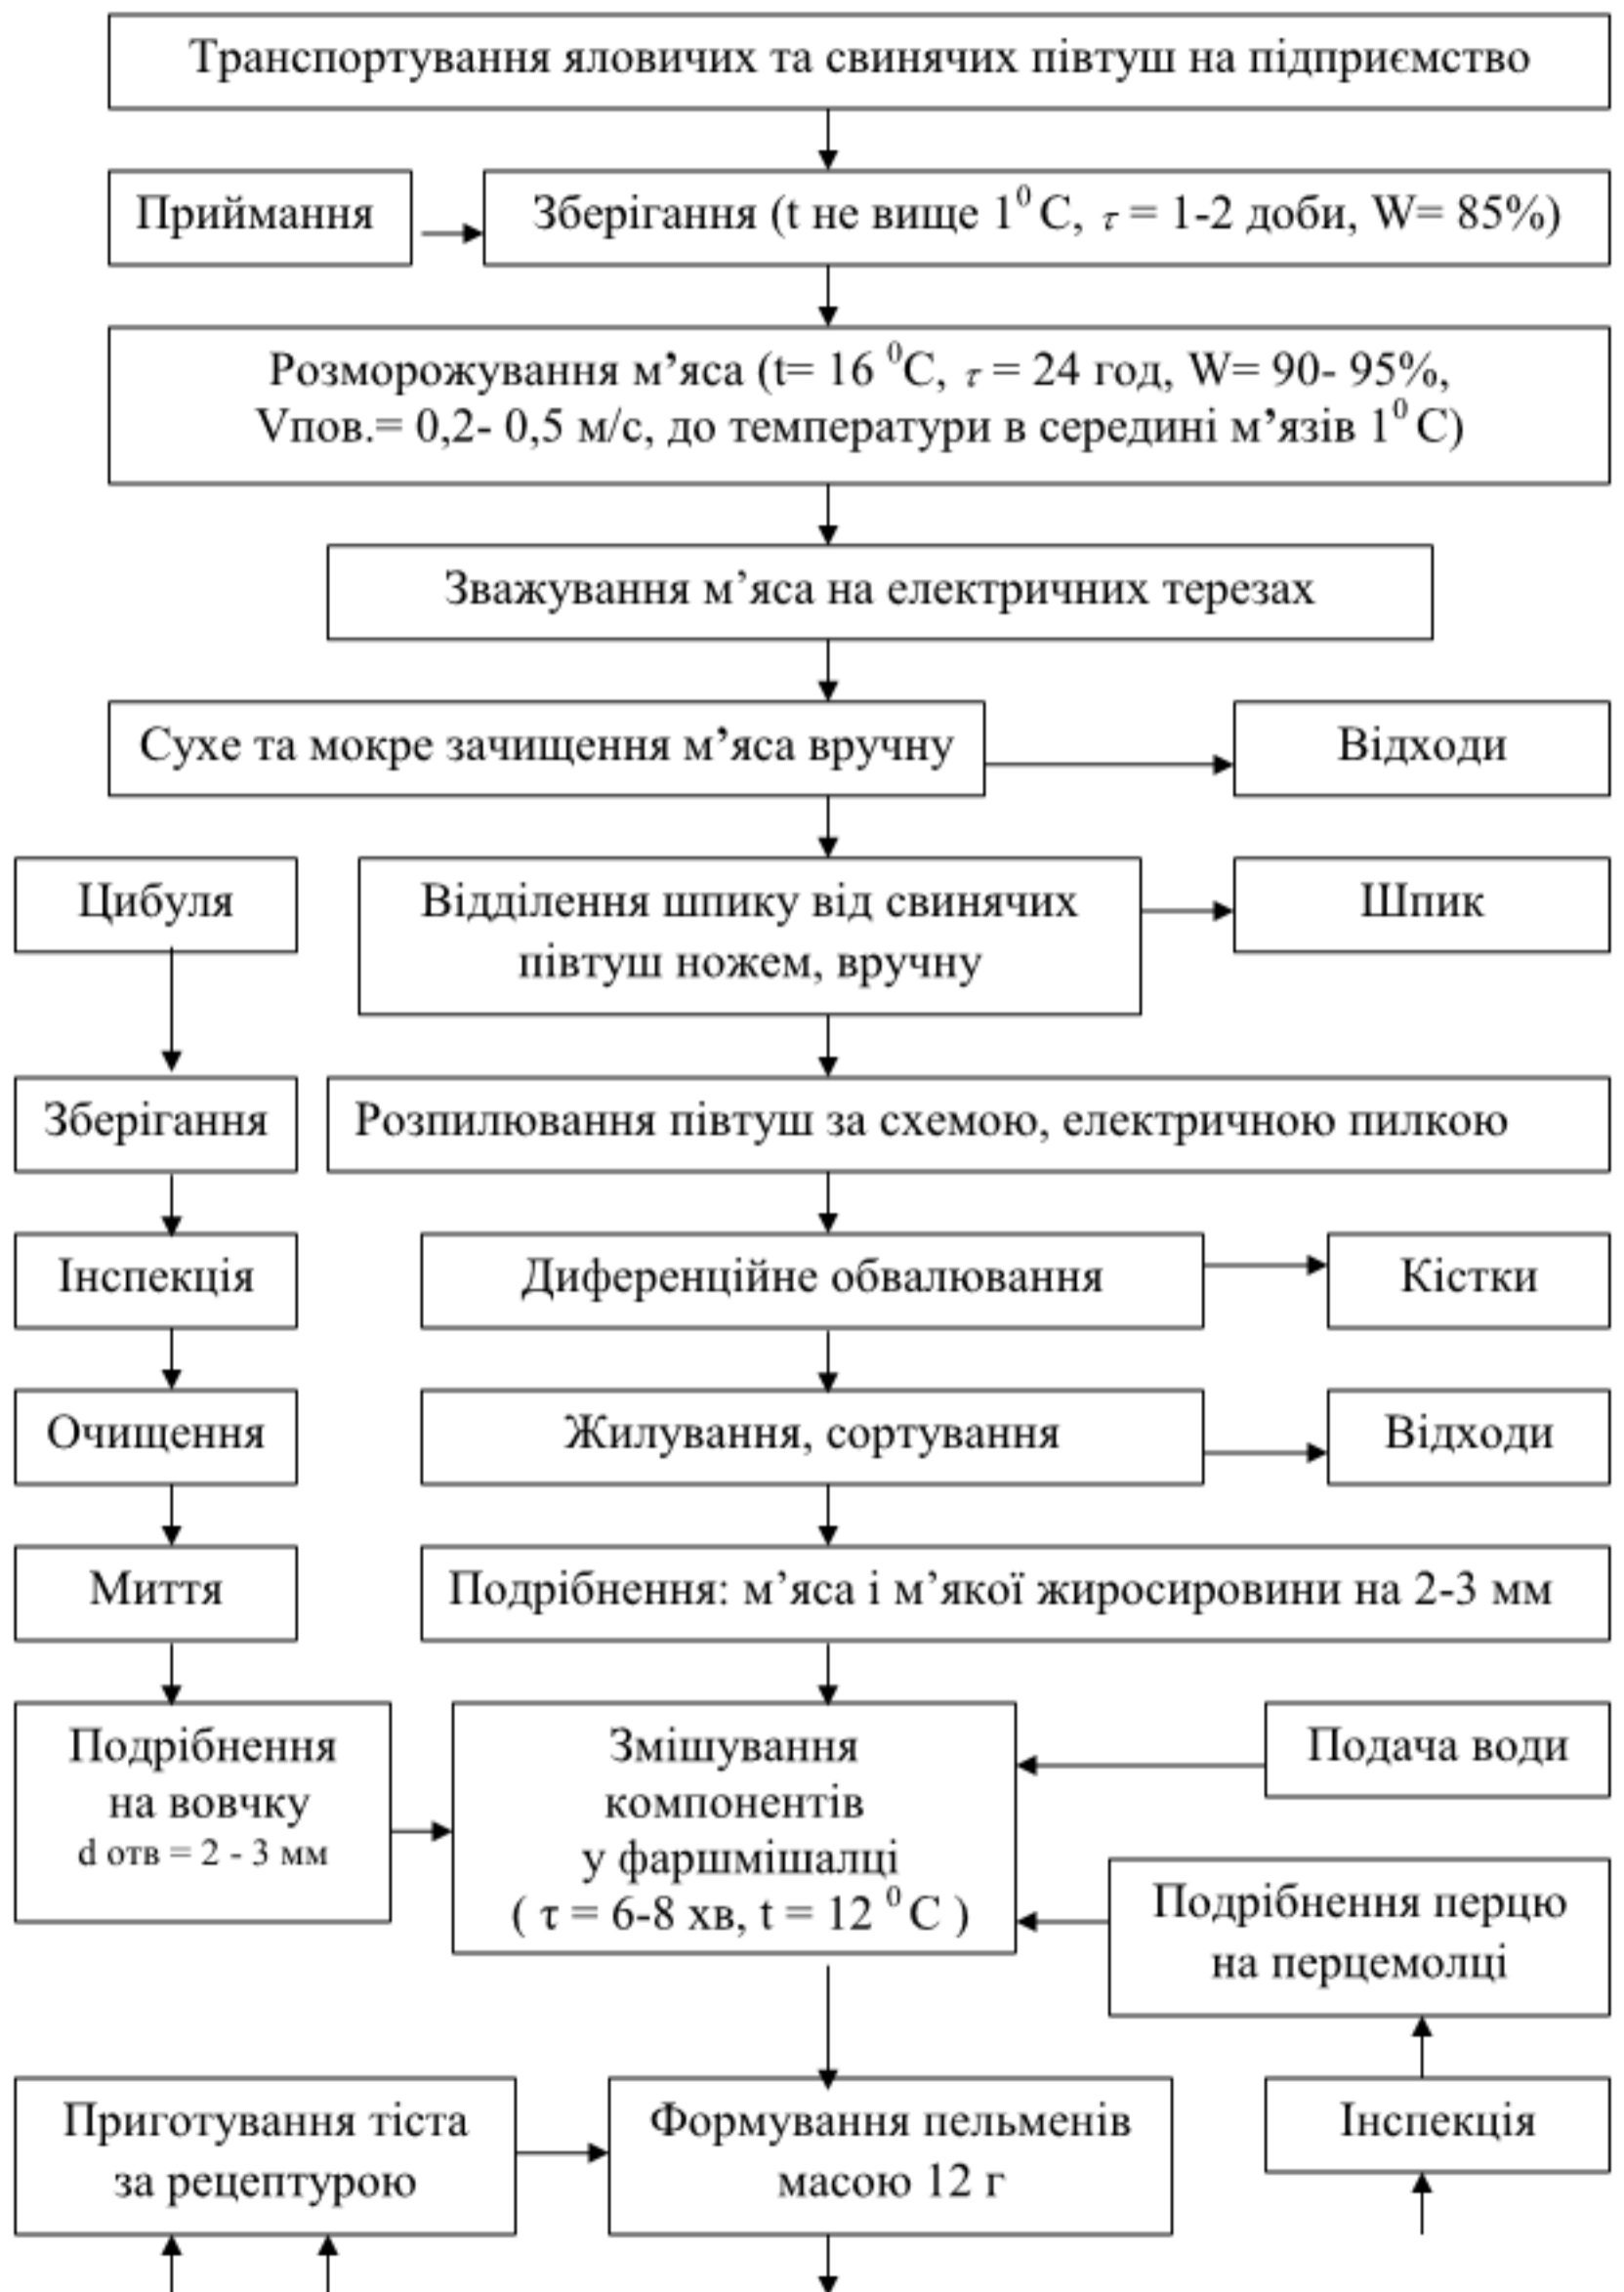 Транспортування яловичих та свинячих півтуш на підприємство
Приймання
Зберігання (t не вище 1⁰ С, τ = 1-2 доби, W= 85%)
Розморожування м’яса (t= 16 ⁰С, τ = 24 год, W= 90- 95%,
Vпов.= 0,2- 0,5 м/с, до температури в середині м’язів 1⁰ С)
Зважування м’яса на електричних терезах
Сухе та мокре зачищення м’яса вручну
Відходи
Цибуля
Відділення шпику від свинячих
півтуш ножем, вручну
Шпик
Зберігання
Розпилювання півтуш за схемою, електричною пилкою
Інспекція
Диференційне обвалювання
Кістки
Очищення
Жилування, сортування
Відходи
Миття
Подрібнення: м’яса і м’якої жиросировини на 2-3 мм
Подрібнення
на вовчку
d отв = 2 - 3 мм
Змішування
компонентів
у фаршмішалці
( τ = 6-8 хв, t = 12 ⁰ С )
Подача води
Подрібнення перцю
на перцемолці
Приготування тіста
за рецептурою
Формування пельменів
масою 12 г
Інспекція